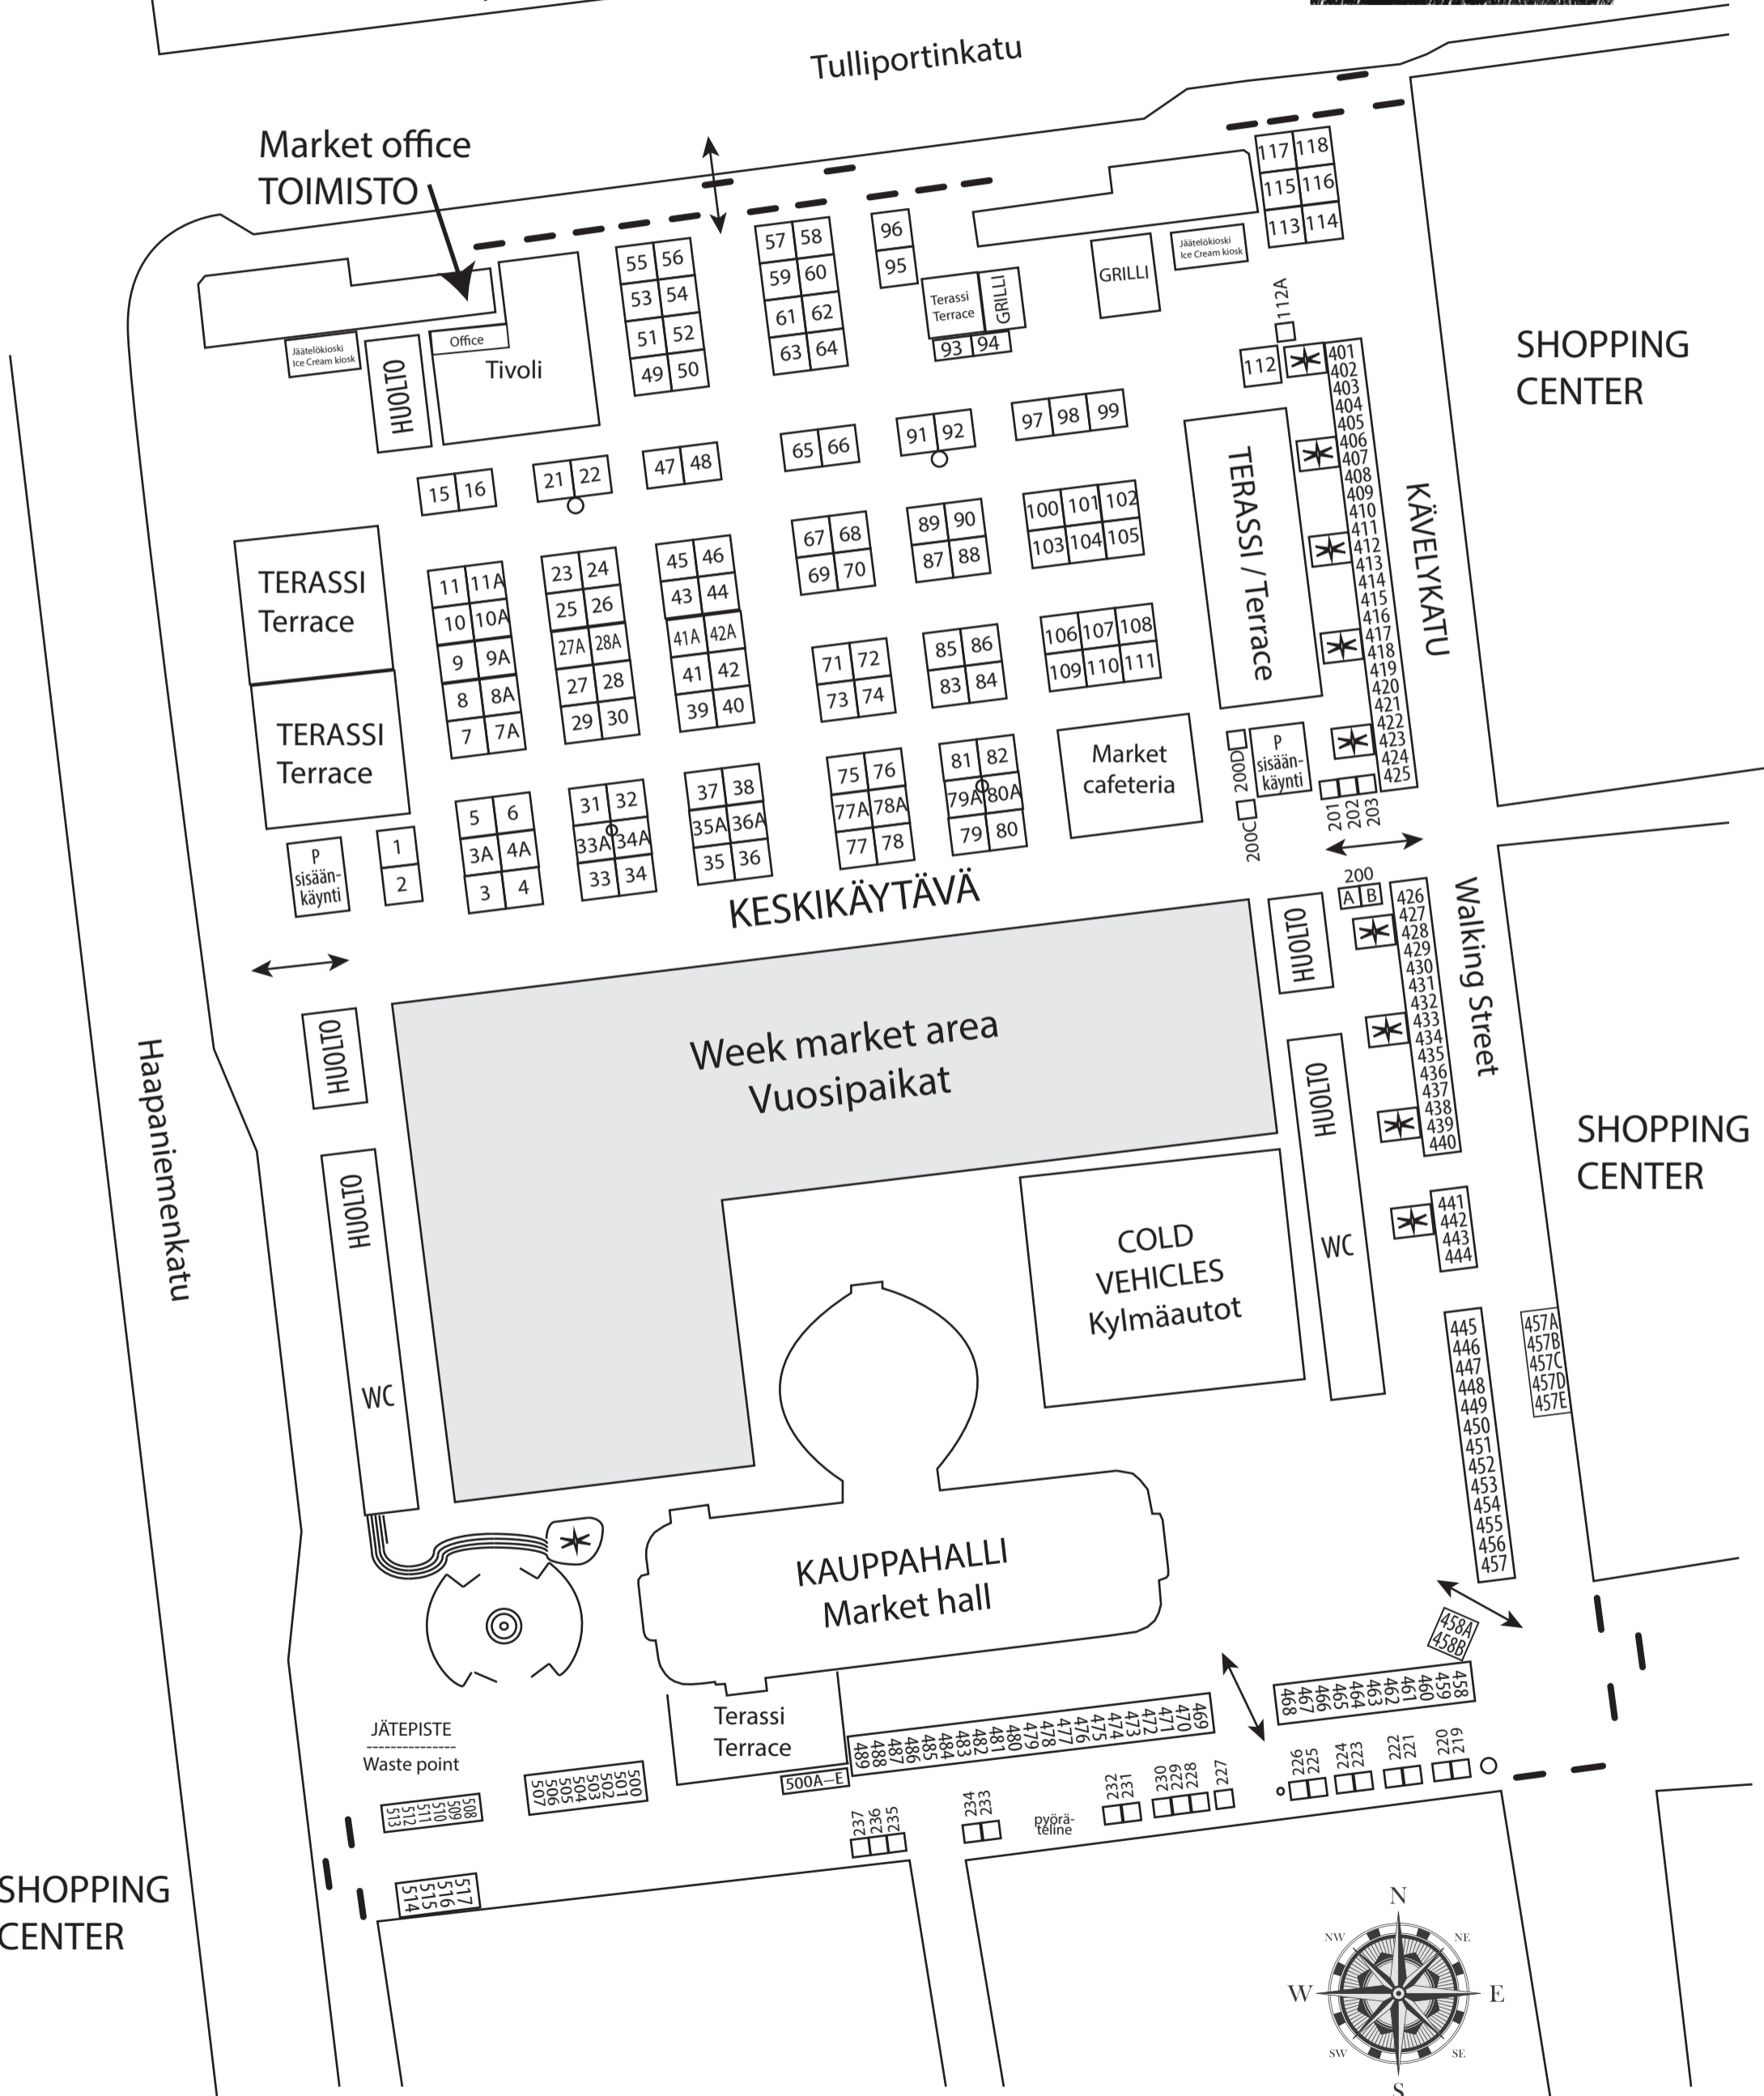 Tulliportinkatu
Market office
TOIMISTO
117 118
115 116
113 114
55 56
53 54
51 52
49 50
57 58
59 60
61 62
63 64
96
95
Terassi
Terrace
GRILLI
93 94
GRILLI
Jäätelökioski
Ice Cream kiosk
112A
112
Jäätelökioski
Ice Cream kiosk
HUOLTO
Office
Tivoli
SHOPPING
CENTER
401
402
403
404
405
406
407
408
409
410
411
412
413
414
415
416
417
418
419
420
421
422
423
424
425
KÄVELYKATU
TERASSI / Terrace
15 16
21 22
47 48
65 66
91 92
97 98 99
TERASSI
Terrace
TERASSI
Terrace
11 11A
10 10A
9 9A
8 8A
7 7A
23 24
25 26
27A 28A
27 28
29 30
45 46
43 44
41A 42A
41 42
39 40
67 68
69 70
89 90
87 88
100 101 102
103 104 105
71 72
73 74
85 86
83 84
106 107 108
109 110 111
P
sisään-
käynti
1
2
5 6
3A 4A
3 4
31 32
33A 34A
33 34
37 38
35A 36A
35 36
75 76
77A 78A
77 78
81 82
79A 80A
79 80
Market
cafeteria
200D
200C
P
sisään-
käynti
201
202
203
KESKIKÄYTÄVÄ
200
A B
HUOLTO
426
427
428
429
430
431
432
433
434
435
436
437
438
439
440
Walking Street
Haapaniemenkatu
HUOLTO
HUOLTO
WC
Week market area
Vuosipaikat
HUOLTO
WC
SHOPPING
CENTER
441
442
443
444
COLD
VEHICLES
Kylmäautot
445
446
447
448
449
450
451
452
453
454
455
456
457
457A
457B
457C
457D
457E
KAUPPAHALLI
Market hall
458A
458B
468 467 466 465 464 463 462 461 460 459 458
Terassi
Terrace
489 488 487 486 485 484 483 482 481 480 479 478 477 476 475 474 473 472 471 470 469
500A–E
JÄTEPISTE
---------------
Waste point
507 506 505 504 503 502 501 500
513 512 511 510 509 508
514 515 516 517
237 236 235
234 233
pyörä-
teline
232 231
230 229 228
227
226 225
224 223
222 221
220 219
SHOPPING
CENTER
N
NW NE
W E
SW SE
S